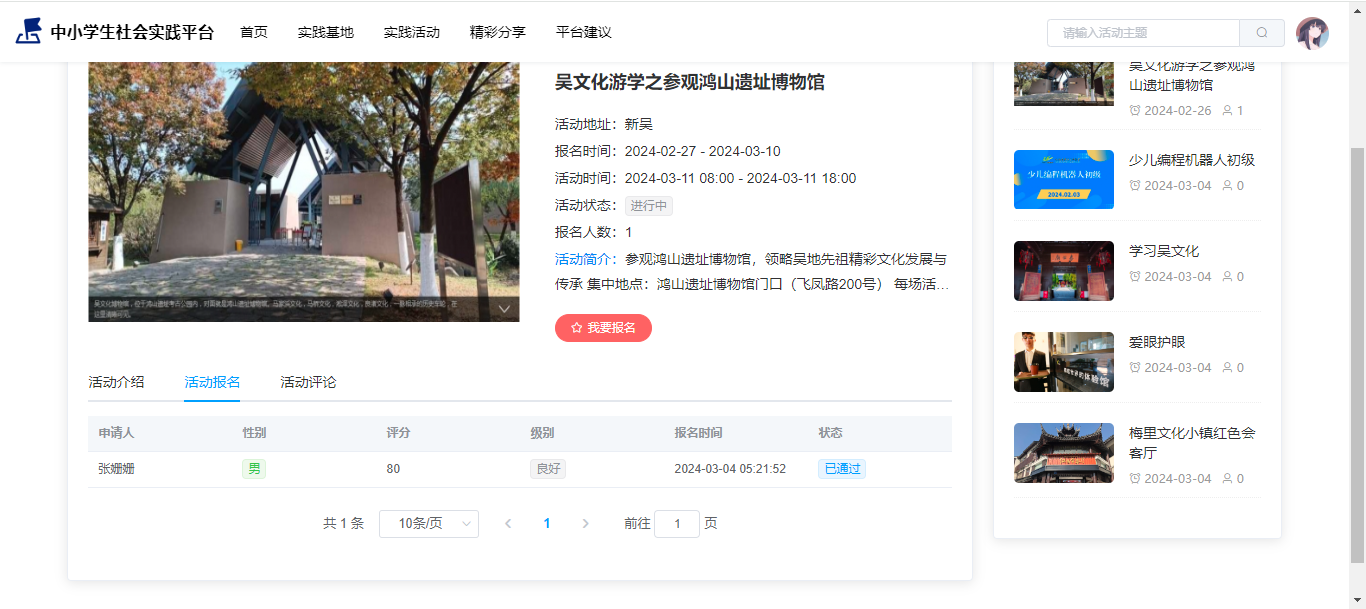 中小学生社会实践平台 首页 实践基地 实践活动 精彩分享 平台建议 请输入活动主题
吴文化游学之参观鸿山遗址博物馆
活动地址：新吴
报名时间：2024-02-27 - 2024-03-10
活动时间：2024-03-11 08:00 - 2024-03-11 18:00
活动状态：进行中
报名人数：1
活动简介：参观鸿山遗址博物馆，领略吴地先祖精彩文化发展与
传承 集中地点：鸿山遗址博物馆门口（飞凤路200号） 每场活...
我要报名
活动介绍 活动报名 活动评论
申请人 性别 评分 级别 报名时间 状态
张姗姗 男 80 良好 2024-03-04 05:21:52 已通过
共 1 条 10条/页 1 前往 1 页
吴文化游学之参观鸿
山遗址博物馆
2024-02-26 1
少儿编程机器人初级
2024.02.03
少儿编程机器人初级
2024-03-04 0
学习吴文化
2024-03-04 0
爱眼护眼
2024-03-04 0
梅里文化小镇红色会
客厅
2024-03-04 0